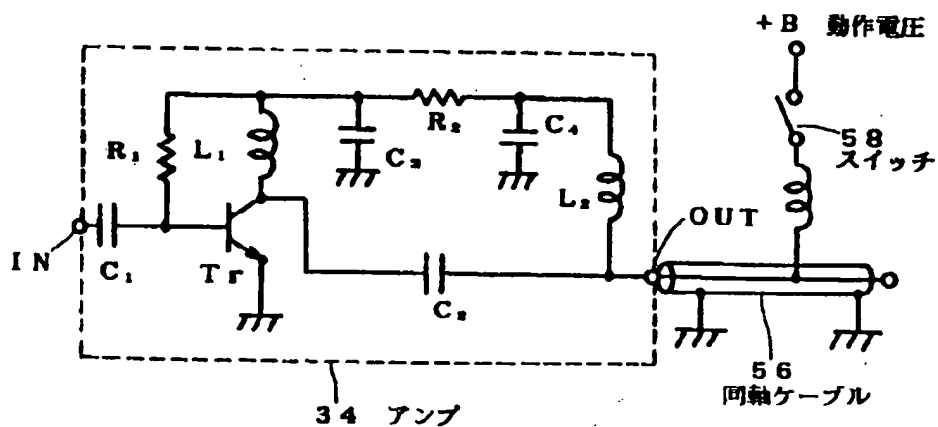 +B 動作電圧
58
スイッチ
R₁
L₁
C₃
R₂
C₄
L₂
OUT
IN
C₁
Tr
C₂
56
同軸ケーブル
34 アンプ